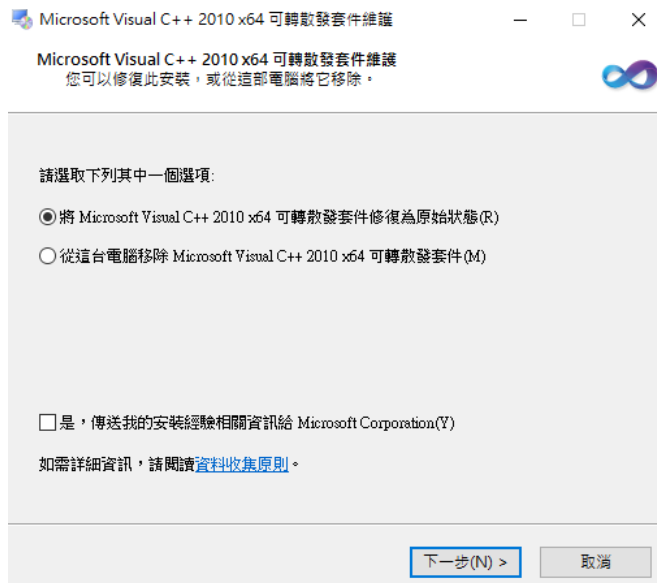 Microsoft Visual C++ 2010 x64 可轉散發套件維護
Microsoft Visual C++ 2010 x64 可轉散發套件維護
您可以修復此安裝，或從這部電腦將它移除。
請選取下列其中一個選項:
將 Microsoft Visual C++ 2010 x64 可轉散發套件修復為原始狀態(R)
從這台電腦移除 Microsoft Visual C++ 2010 x64 可轉散發套件(M)
是，傳送我的安裝經驗相關資訊給 Microsoft Corporation(Y)
如需詳細資訊，請閱讀資料收集原則。
下一步(N) > 取消